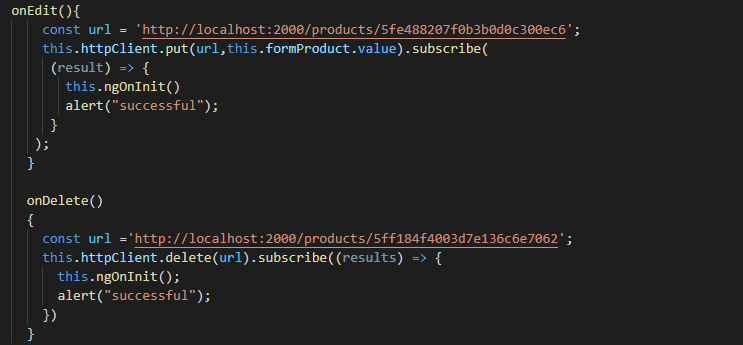 onEdit(){
const url = 'http://localhost:2000/products/5fe488207f0b3b0d0c300ec6';
this.httpClient.put(url,this.formProduct.value).subscribe(
(result) => {
this.ngOnInit()
alert("successful");
}
);
}
onDelete()
{
const url ='http://localhost:2000/products/5ff184f4003d7e136c6e7062';
this.httpClient.delete(url).subscribe((results) => {
this.ngOnInit();
alert("successful");
})
}